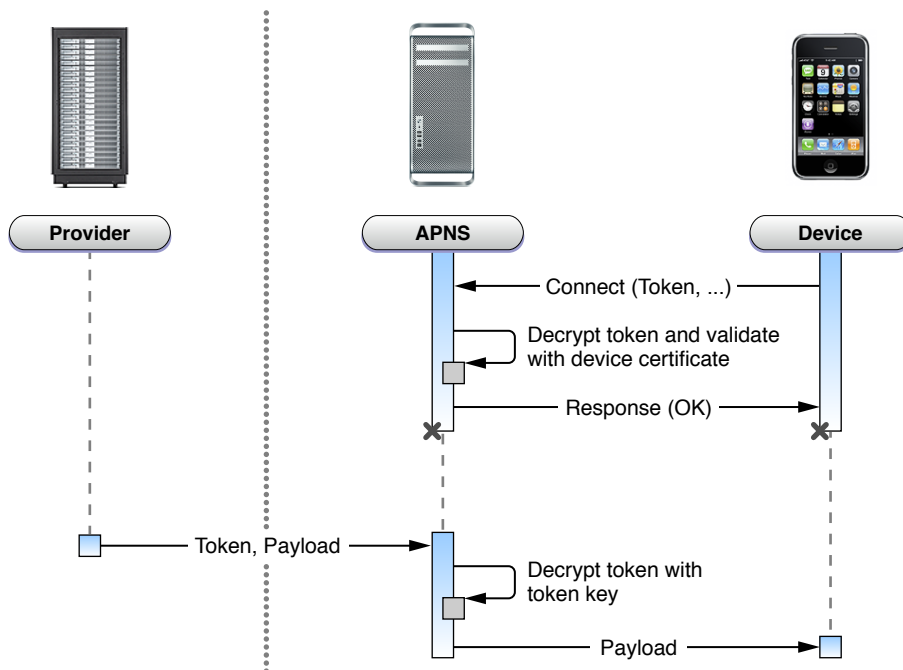 Provider
APNS
Device
Connect (Token, ...)
Decrypt token and validate
with device certificate
Response (OK)
Token, Payload
Decrypt token with
token key
Payload